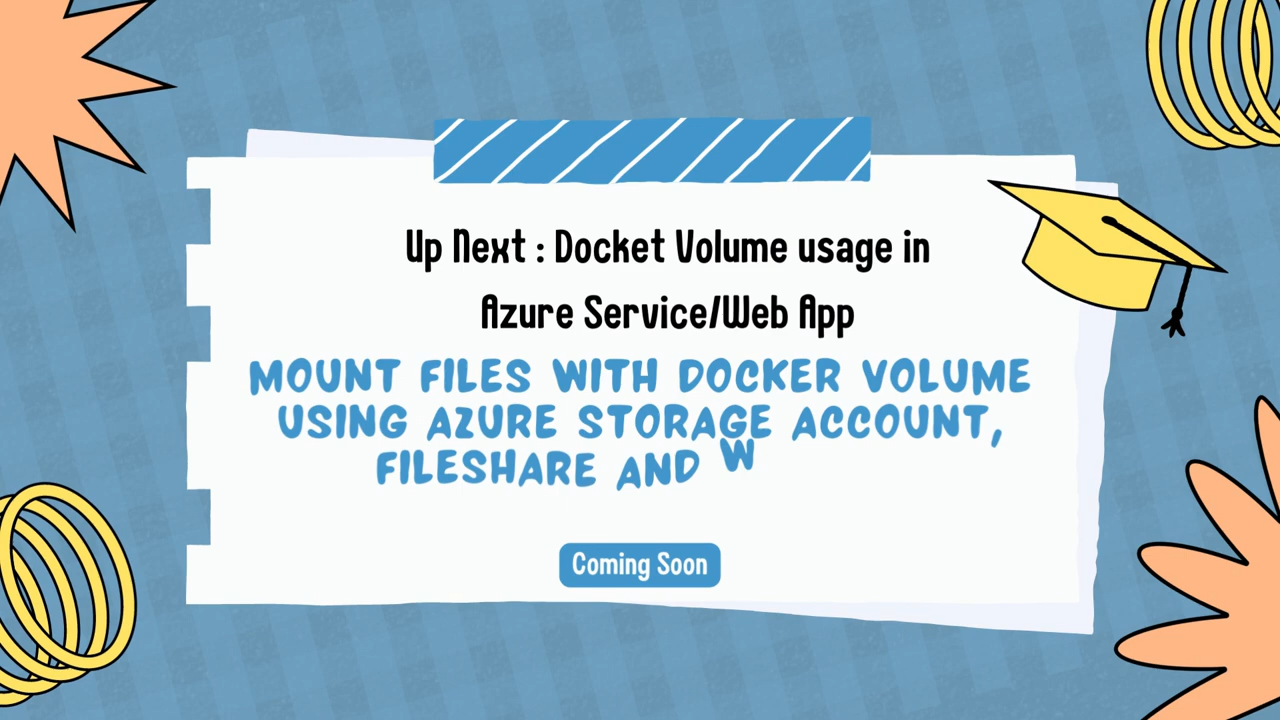 Up Next : Docket Volume usage in
Azure Service/Web App
MOUNT FILES WITH DOCKER VOLUME
USING AZURE STORAGE ACCOUNT,
FILESHARE AND W
Coming Soon